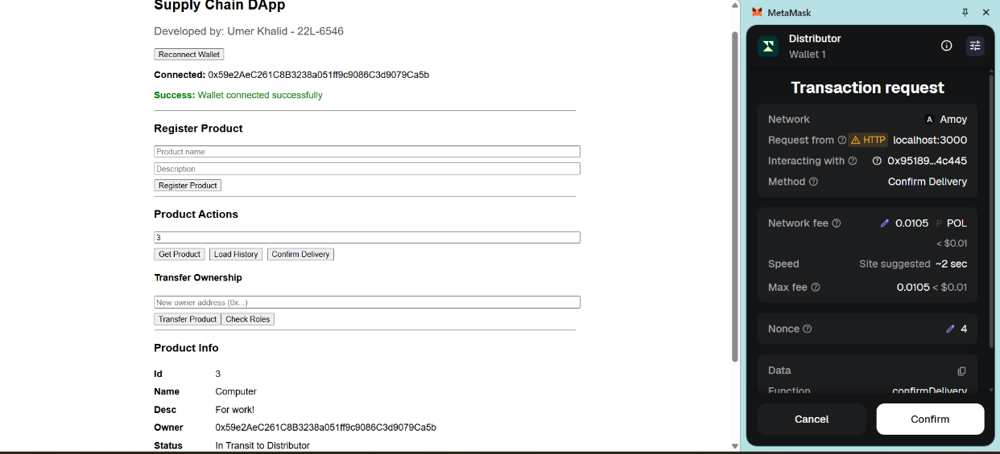 Supply Chain DApp
Developed by: Umer Khalid - 22L-6546
Reconnect Wallet
Connected: 0x59e2AeC261C8B3238a051ff9c9086C3d9079Ca5b
Success: Wallet connected successfully
Register Product
Product name
Description
Register Product
Product Actions
3
Get Product Load History Confirm Delivery
Transfer Ownership
New owner address (0x...)
Transfer Product Check Roles
Product Info
Id 3
Name Computer
Desc For work!
Owner 0x59e2AeC261C8B3238a051ff9c9086C3d9079Ca5b
Status In Transit to Distributor
MetaMask
Distributor
Wallet 1
Transaction request
Network A Amoy
Request from HTTP localhost:3000
Interacting with 0x95189...4c445
Method Confirm Delivery
Network fee 0.0105 P POL
< $0.01
Speed Site suggested ~2 sec
Max fee 0.0105 < $0.01
Nonce 4
Data
Function confirmDelivery
Cancel Confirm